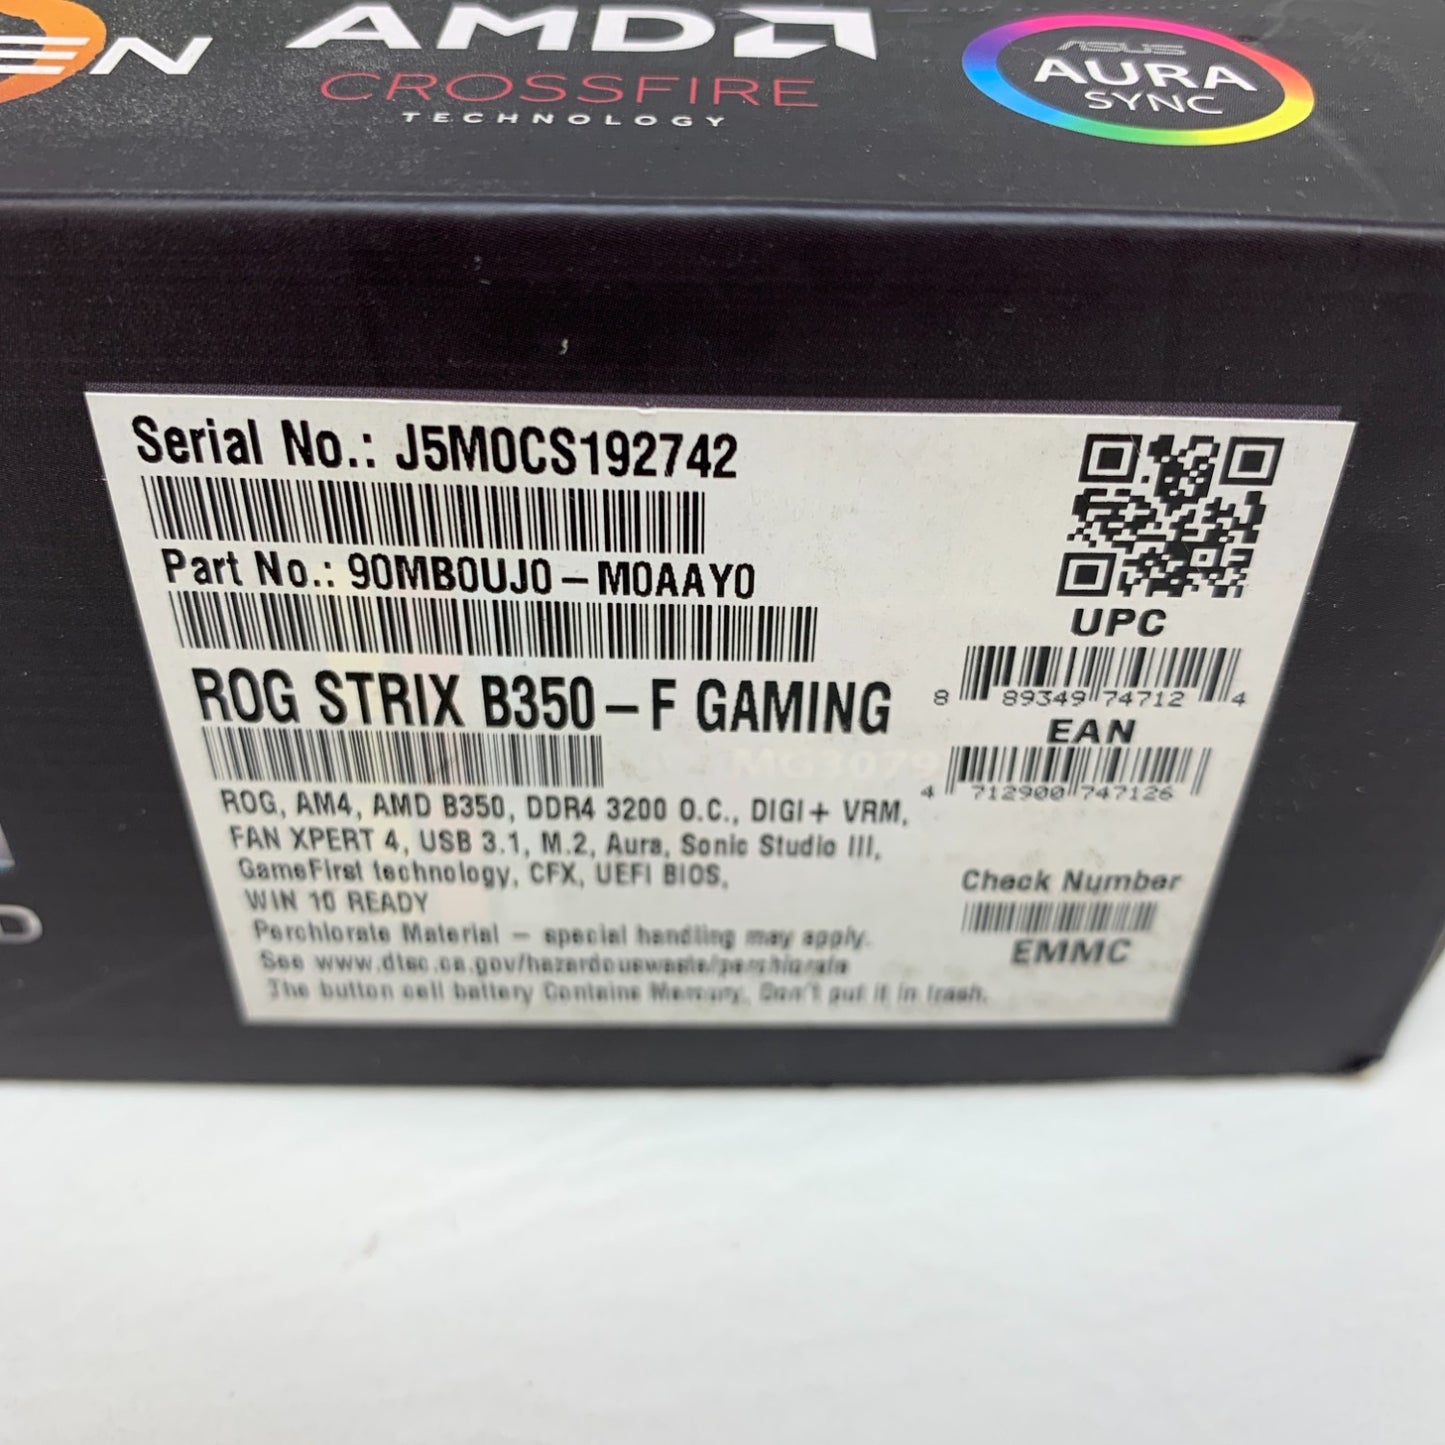 EN
AMD
CROSSFIRE
TECHNOLOGY
ASUS
AURA
SYNC
Serial No.: J5M0CS192742
Part No.: 90MB0UJ0-M0AAY0
ROG STRIX B350-F GAMING
MG3079
ROG, AM4, AMD B350, DDR4 3200 O.C., DIGI+ VRM,
FAN XPERT 4, USB 3.1, M.2, Aura, Sonic Studio III,
GameFirst technology, CFX, UEFI BIOS,
WIN 10 READY
Perchlorate Material – special handling may apply.
See www.dtsc.ca.gov/hazardouswaste/perchlorate
The button cell battery Contains Mercury, Don't put it in trash.
UPC
8 89349 74712 4
EAN
4 712900 747126
Check Number
EMMC
D